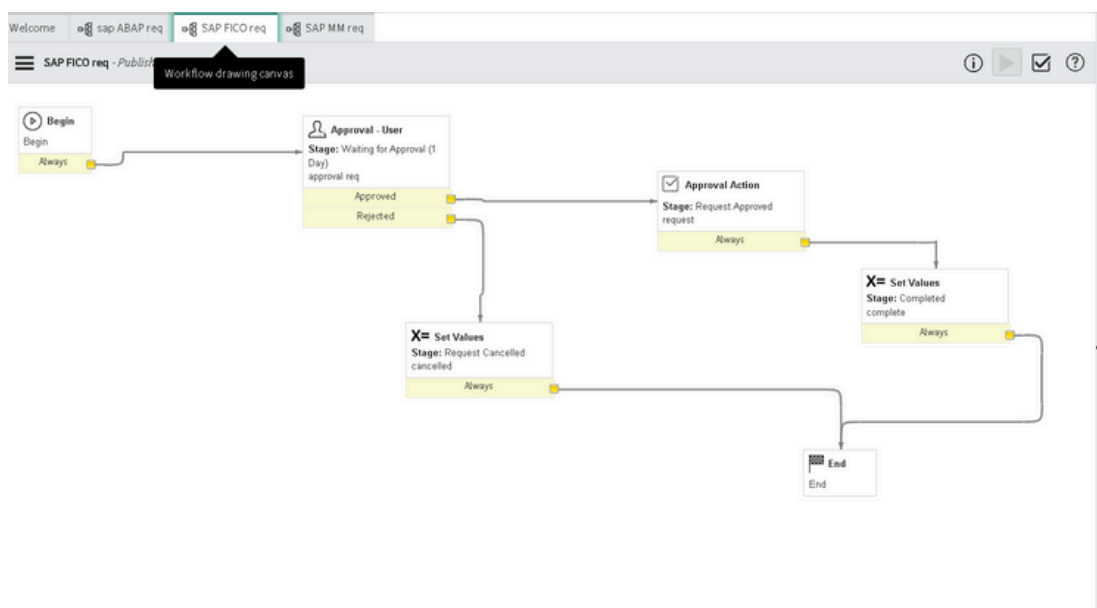 Welcome
sap ABAP req
SAP FICO req
SAP MM req
SAP FICO req - Publish
Workflow drawing canvas
Begin
Begin
Always
Approval - User
Stage: Waiting for Approval (1
Day)
approval req
Approved
Rejected
Approval Action
Stage: Request Approved
request
Always
X= Set Values
Stage: Completed
complete
Always
X= Set Values
Stage: Request Cancelled
cancelled
Always
End
End